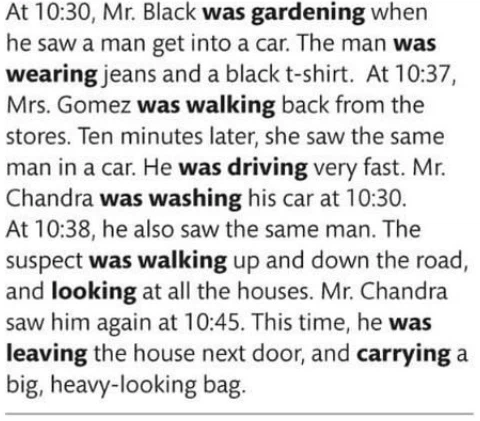 At 10:30, Mr. Black was gardening when
he saw a man get into a car. The man was
wearing jeans and a black t-shirt. At 10:37,
Mrs. Gomez was walking back from the
stores. Ten minutes later, she saw the same
man in a car. He was driving very fast. Mr.
Chandra was washing his car at 10:30.
At 10:38, he also saw the same man. The
suspect was walking up and down the road,
and looking at all the houses. Mr. Chandra
saw him again at 10:45. This time, he was
leaving the house next door, and carrying a
big, heavy-looking bag.